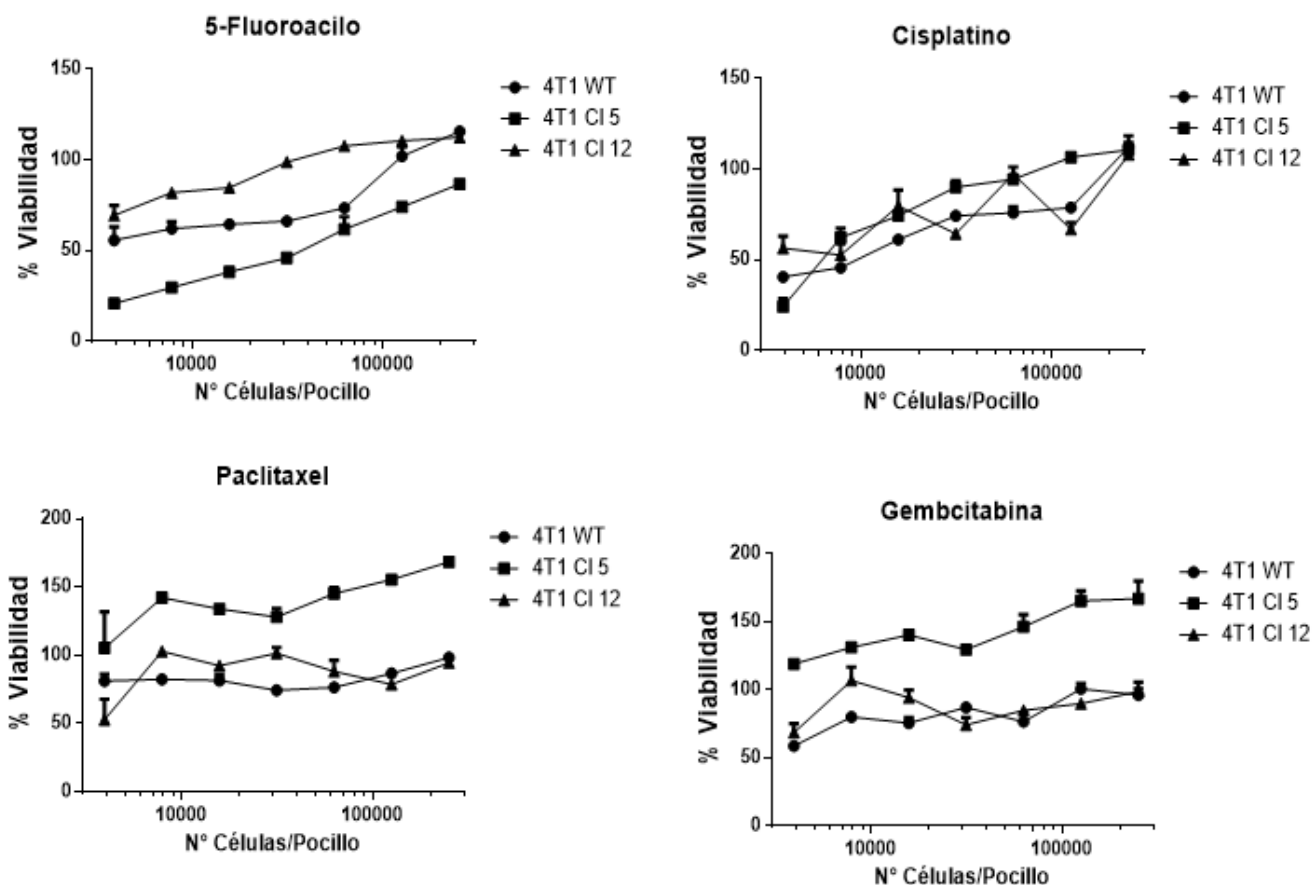 5-Fluoroacilo
% Viabilidad
150
100
50
0
10000
100000
N° Células/Pocillo
4T1 WT
4T1 Cl 5
4T1 Cl 12
Cisplatino
% Viabilidad
150
100
50
0
10000
100000
N° Células/Pocillo
4T1 WT
4T1 Cl 5
4T1 Cl 12
Paclitaxel
% Viabilidad
200
150
100
50
0
10000
100000
N° Células/Pocillo
4T1 WT
4T1 Cl 5
4T1 Cl 12
Gembcitabina
% Viabilidad
200
150
100
50
0
10000
100000
N° Células/Pocillo
4T1 WT
4T1 Cl 5
4T1 Cl 12